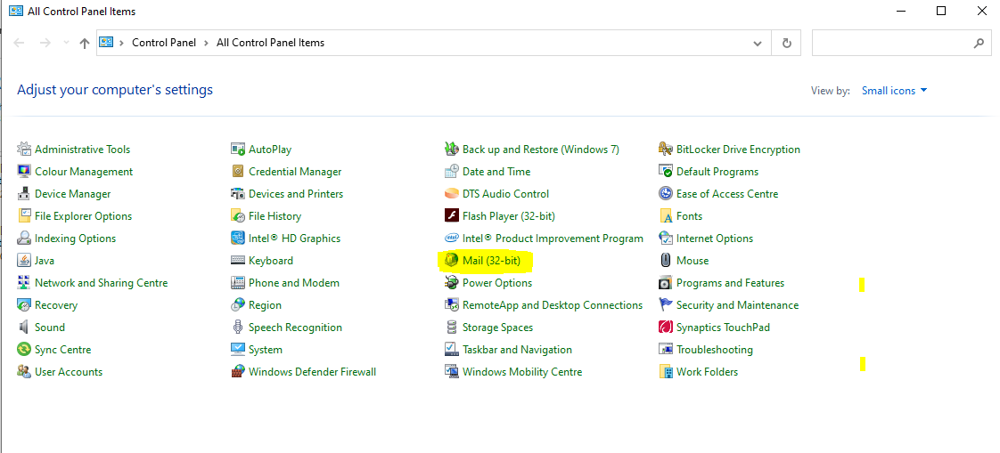 All Control Panel Items
Control Panel > All Control Panel Items
Adjust your computer's settings
View by: Small icons
Administrative Tools AutoPlay Back up and Restore (Windows 7) BitLocker Drive Encryption
Colour Management Credential Manager Date and Time Default Programs
Device Manager Devices and Printers DTS Audio Control Ease of Access Centre
File Explorer Options File History Flash Player (32-bit) Fonts
Indexing Options Intel® HD Graphics Intel® Product Improvement Program Internet Options
Java Keyboard Mail (32-bit) Mouse
Network and Sharing Centre Phone and Modem Power Options Programs and Features
Recovery Region RemoteApp and Desktop Connections Security and Maintenance
Sound Speech Recognition Storage Spaces Synaptics TouchPad
Sync Centre System Taskbar and Navigation Troubleshooting
User Accounts Windows Defender Firewall Windows Mobility Centre Work Folders